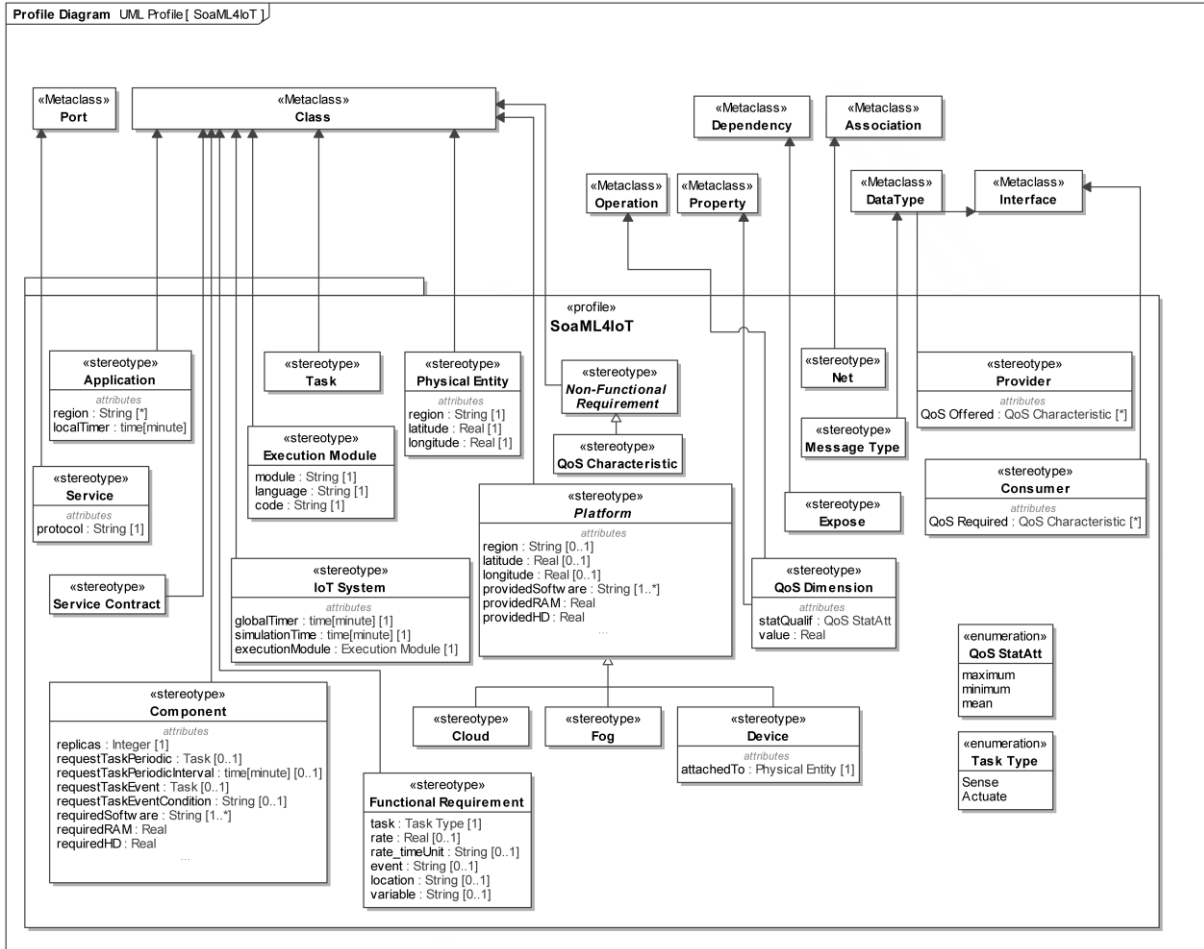 Profile Diagram UML Profile [ SoaML4IoT ]
«Metaclass»
Port
«Metaclass»
Class
«Metaclass»
Dependency
«Metaclass»
Association
«Metaclass»
Operation
«Metaclass»
Property
«Metaclass»
DataType
«Metaclass»
Interface
«profile»
SoaML4IoT
«stereotype»
Application
attributes
region : String [*]
localTimer : time[minute]
«stereotype»
Task
«stereotype»
Physical Entity
attributes
region : String [1]
latitude : Real [1]
longitude : Real [1]
«stereotype»
Non-Functional
Requirement
«stereotype»
QoS Characteristic
«stereotype»
Net
«stereotype»
Provider
attributes
QoS Offered : QoS Characteristic [*]
«stereotype»
Message Type
«stereotype»
Execution Module
module : String [1]
language : String [1]
code : String [1]
«stereotype»
Service
attributes
protocol : String [1]
«stereotype»
Platform
attributes
region : String [0..1]
latitude : Real [0..1]
longitude : Real [0..1]
providedSoftware : String [1..*]
providedRAM : Real
providedHD : Real
...
«stereotype»
Expose
«stereotype»
Consumer
attributes
QoS Required : QoS Characteristic [*]
«stereotype»
Service Contract
«stereotype»
IoT System
attributes
globalTimer : time[minute] [1]
simulationTime : time[minute] [1]
executionModule : Execution Module [1]
«stereotype»
QoS Dimension
attributes
statQualif : QoS StatAtt
value : Real
«enumeration»
QoS StatAtt
maximum
minimum
mean
«stereotype»
Component
attributes
replicas : Integer [1]
requestTaskPeriodic : Task [0..1]
requestTaskPeriodicInterval : time[minute] [0..1]
requestTaskEvent : Task [0..1]
requestTaskEventCondition : String [0..1]
requiredSoftware : String [1..*]
requiredRAM : Real
requiredHD : Real
...
«stereotype»
Cloud
«stereotype»
Fog
«stereotype»
Device
attributes
attachedTo : Physical Entity [1]
«enumeration»
Task Type
Sense
Actuate
«stereotype»
Functional Requirement
task : Task Type [1]
rate : Real [0..1]
rate_timeUnit : String [0..1]
event : String [0..1]
location : String [0..1]
variable : String [0..1]